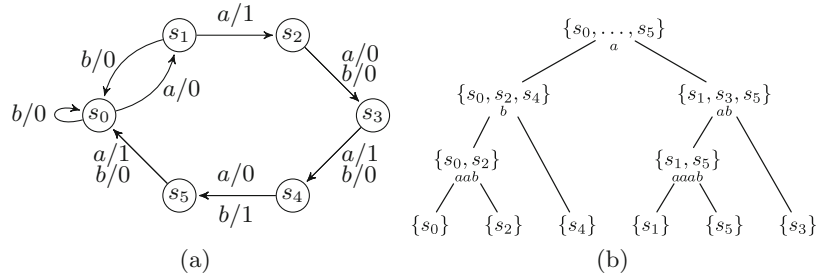 a/1
s₁
s₂
b/0
a/0
b/0
a/0
b/0
s₀
s₃
a/1
b/0
a/0
a/1
b/0
s₅
s₄
b/1
(a)
{s₀, . . . , s₅}
a
{s₀, s₂, s₄}
b
{s₁, s₃, s₅}
ab
{s₀, s₂}
aab
{s₁, s₅}
aaab
{s₀} {s₂} {s₄} {s₁} {s₅} {s₃}
(b)